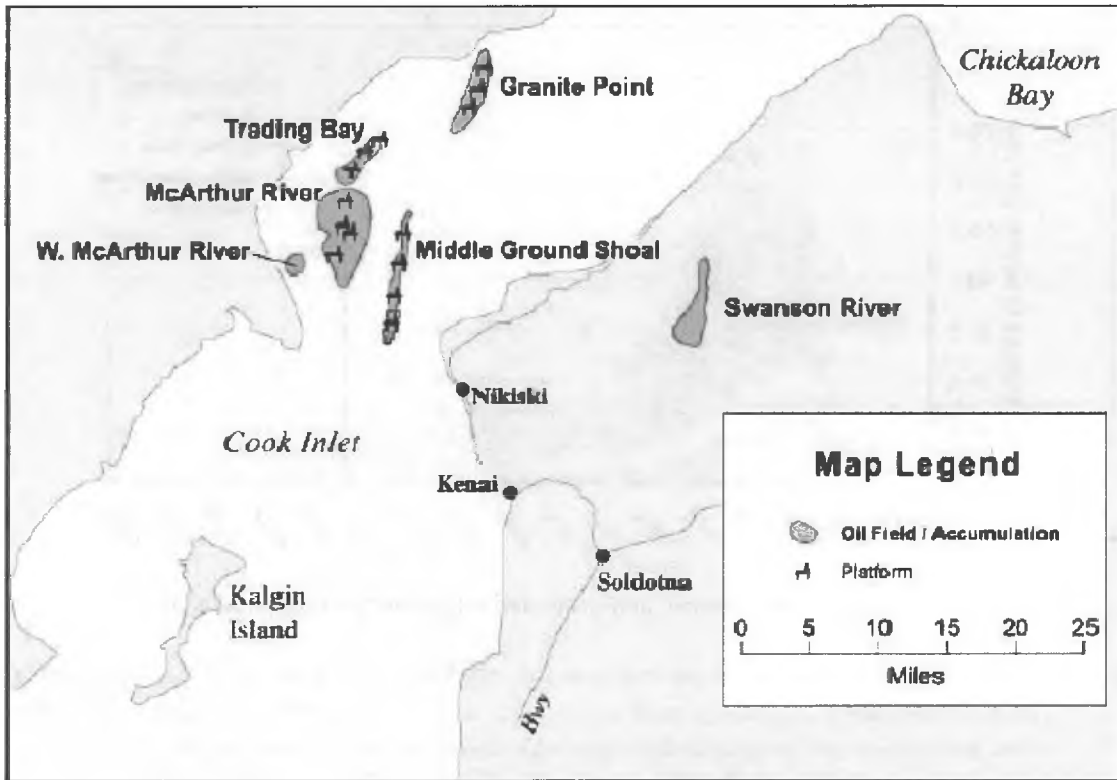 Chickaloon
Bay
Granite Point
Trading Bay
McArthur River
W. McArthur River
Middle Ground Shoal
Swanson River
Nikiski
Cook Inlet
Kenai
Soldotna
Kalgin
Island
Hwy
Map Legend
Oil Field / Accumulation
Platform
0 5 10 15 20 25
Miles